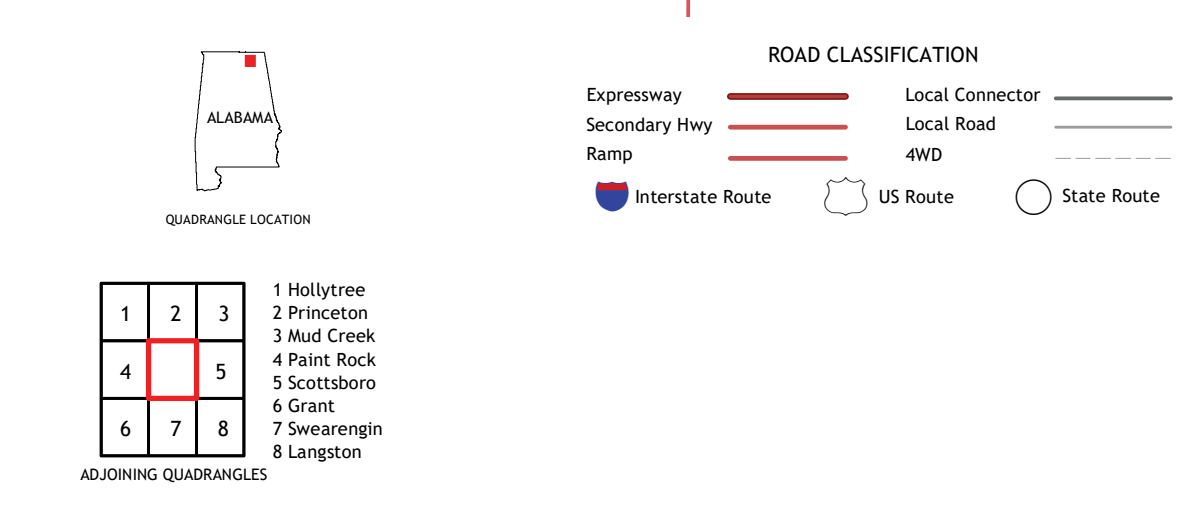 ALABAMA
QUADRANGLE LOCATION
ROAD CLASSIFICATION
Expressway
Secondary Hwy
Ramp
Local Connector
Local Road
4WD
Interstate Route
US Route
State Route
1 2 3
4 5
6 7 8
ADJOINING QUADRANGLES
1 Hollytree
2 Princeton
3 Mud Creek
4 Paint Rock
5 Scottsboro
6 Grant
7 Swearengin
8 Langston